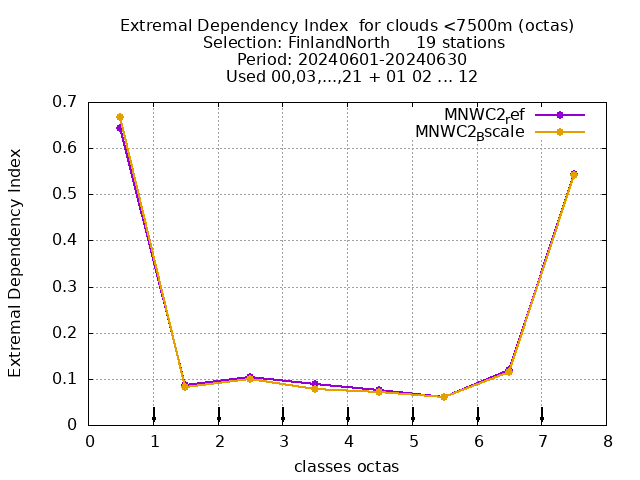 Extremal Dependency Index  for clouds <7500m (octas)
Selection: FinlandNorth     19 stations
Period: 20240601-20240630
Used 00,03,...,21 + 01 02 ... 12
MNWC2_ref
MNWC2_Bscale
Extremal Dependency Index
0.7
0.6
0.5
0.4
0.3
0.2
0.1
0
0 1 2 3 4 5 6 7 8
classes octas